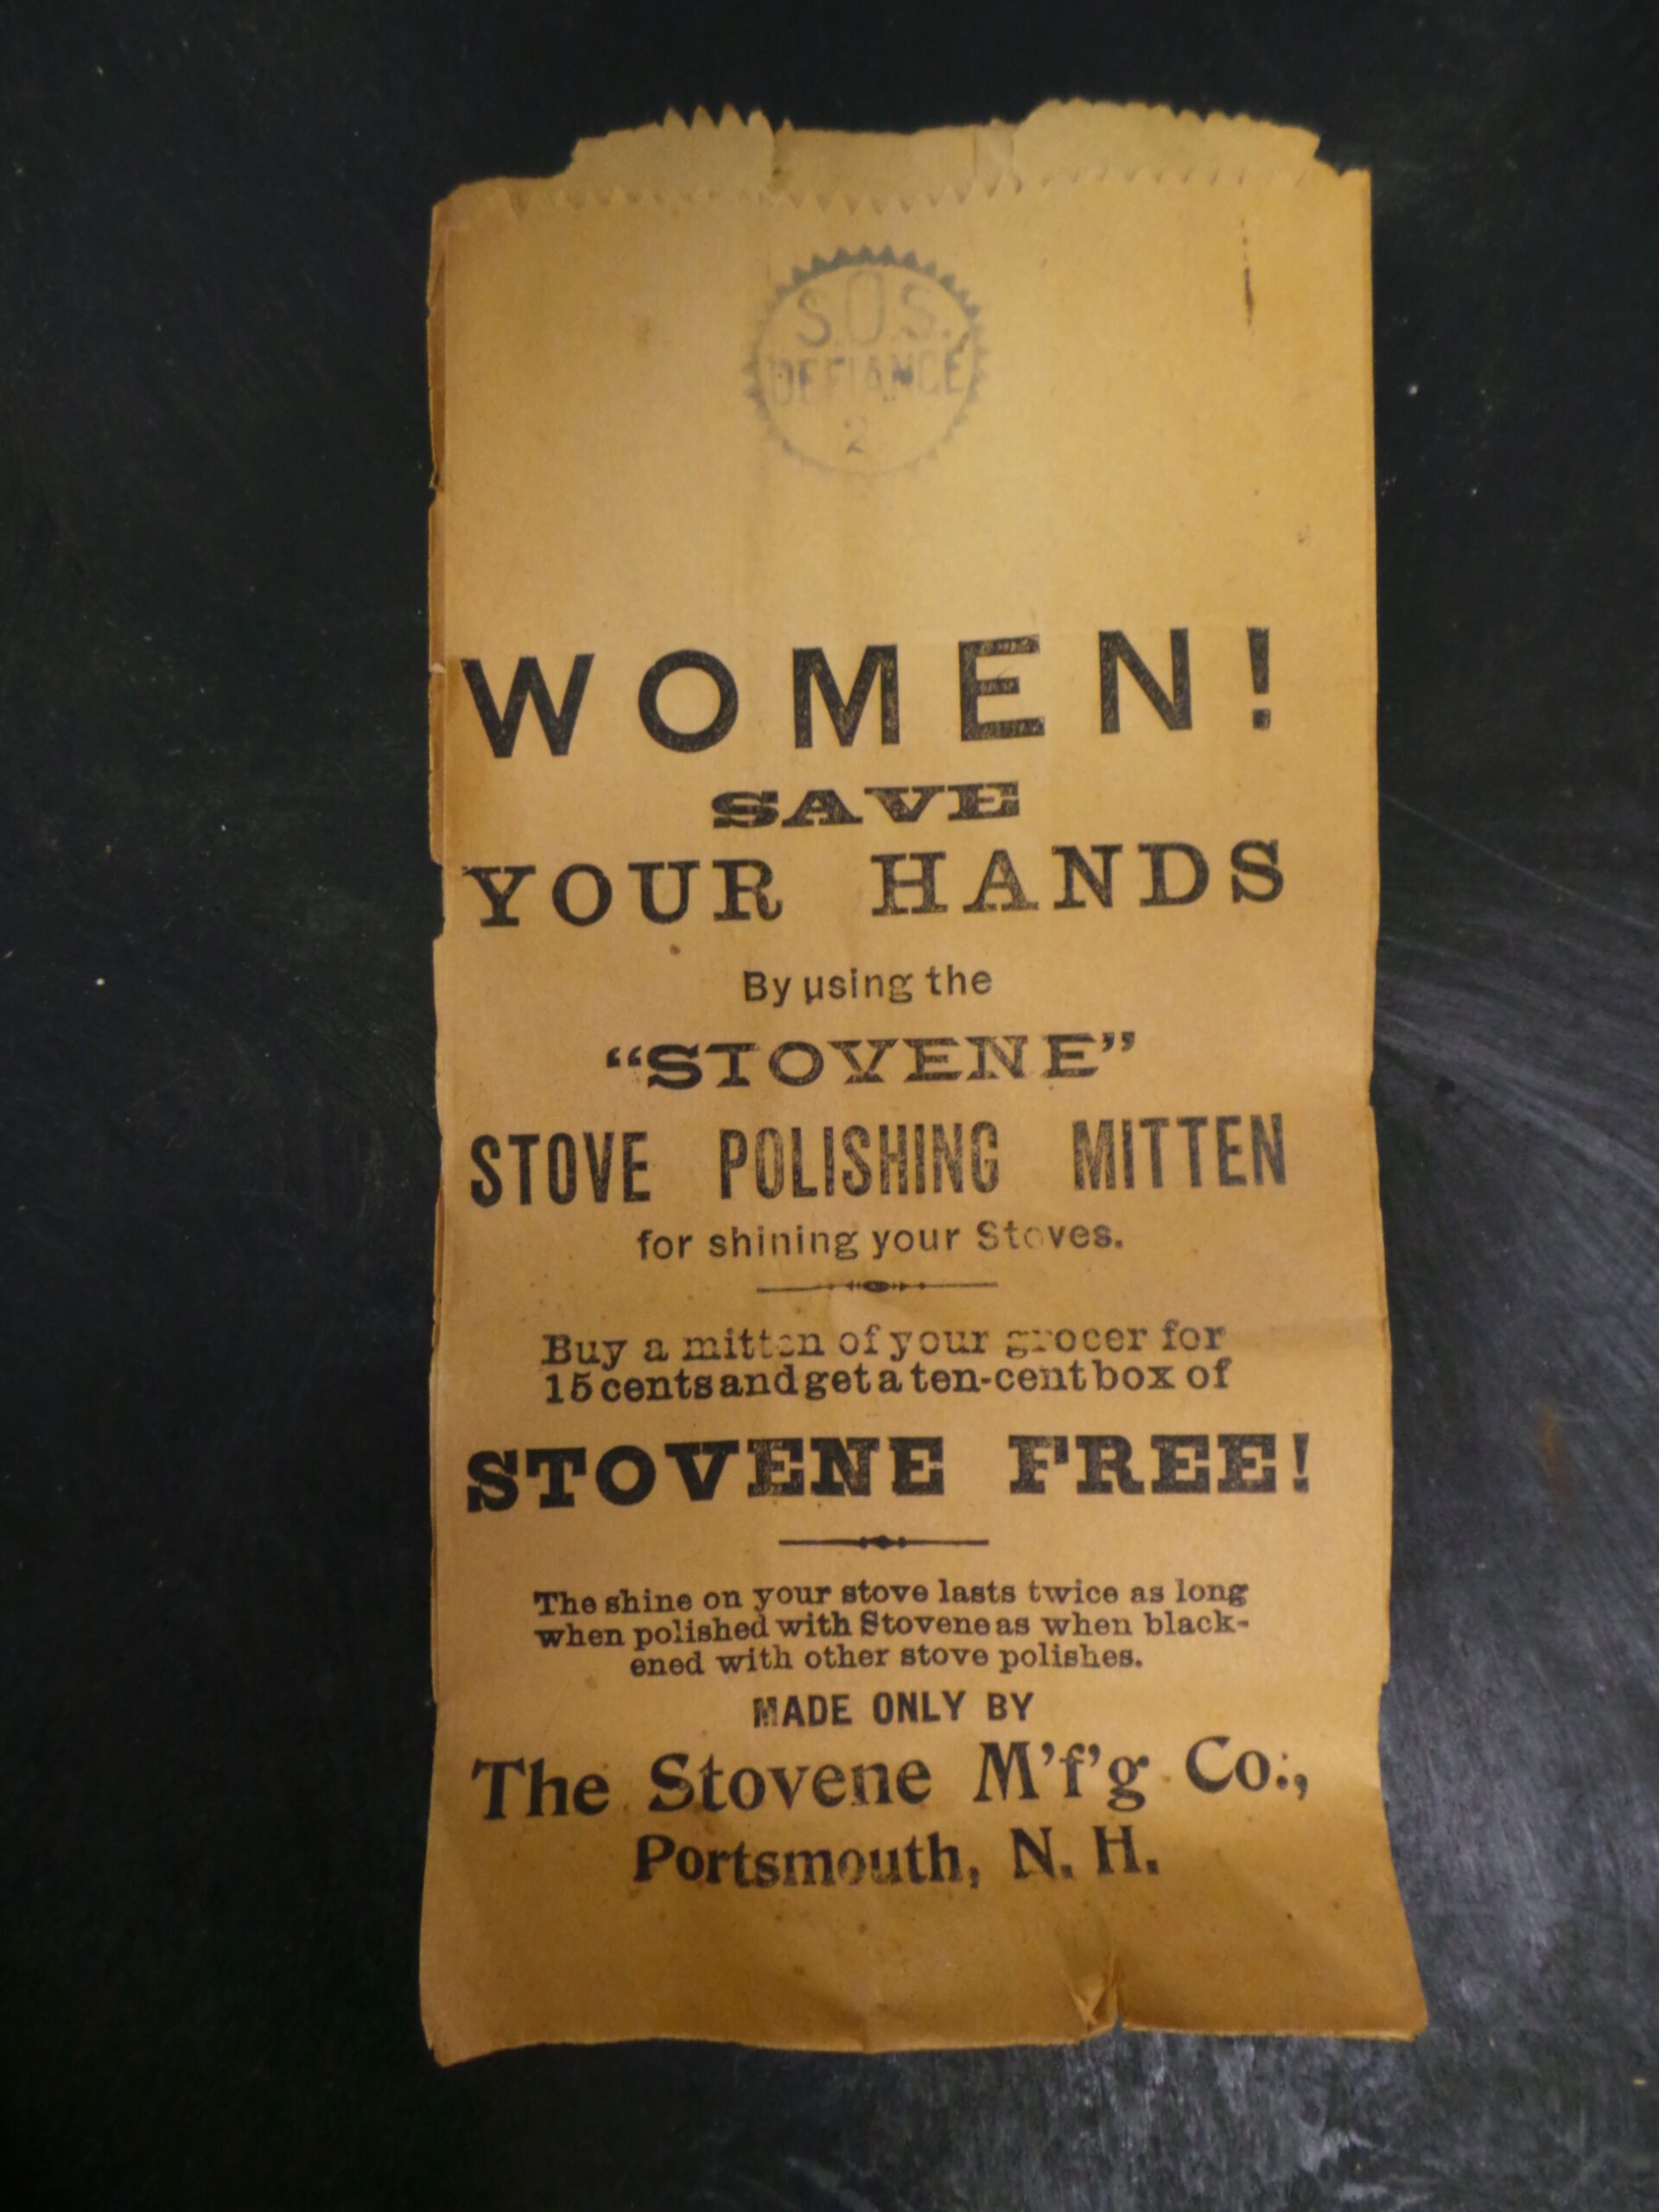 S.O.S.
DEFIANCE
2
WOMEN!
SAVE
YOUR HANDS
By using the
“STOVENE”
STOVE POLISHING MITTEN
for shining your Stoves.
Buy a mitten of your grocer for
15 cents and get a ten-cent box of
STOVENE FREE!
The shine on your stove lasts twice as long
when polished with Stovene as when black-
ened with other stove polishes.
MADE ONLY BY
The Stovene M’f’g Co.,
Portsmouth, N. H.